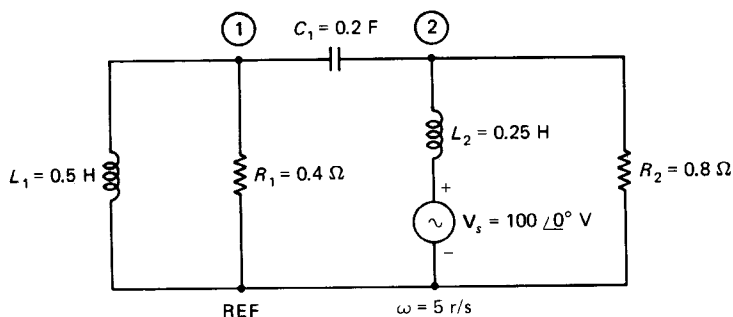 1
C₁ = 0.2 F
2
L₁ = 0.5 H
R₁ = 0.4 Ω
L₂ = 0.25 H
R₂ = 0.8 Ω
+
Vₛ = 100 ∠0° V
−
REF
ω = 5 r/s